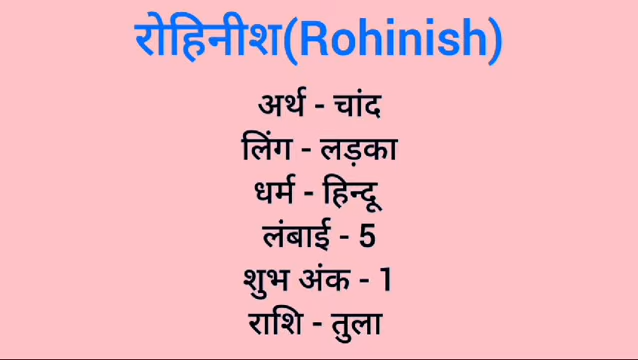 रोहिनीश(Rohinish)
अर्थ - चांद
लिंग - लड़का
धर्म - हिन्दू
लंबाई - 5
शुभ अंक - 1
राशि - तुला